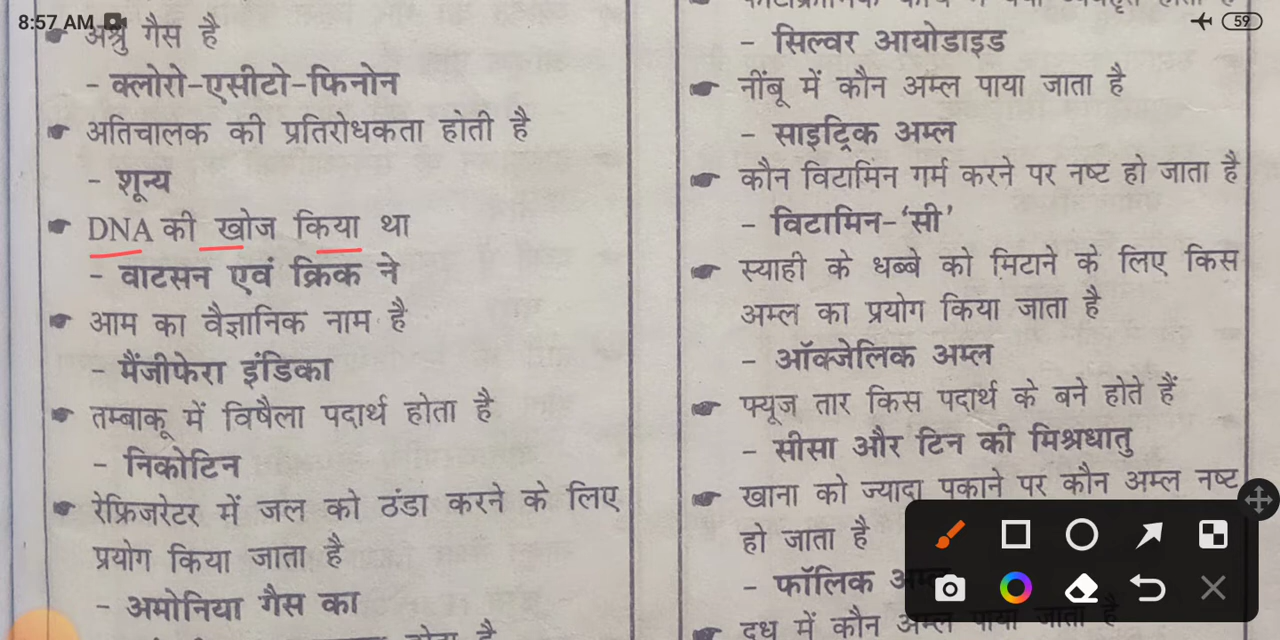 8:57 AM
59
अश्रु गैस है
- क्लोरो-एसीटो-फिनोन
अतिचालक की प्रतिरोधकता होती है
- शून्य
DNA की खोज किया था
- वाटसन एवं क्रिक ने
आम का वैज्ञानिक नाम है
- मैंजीफेरा इंडिका
तम्बाकू में विषैला पदार्थ होता है
- निकोटिन
रेफ्रिजरेटर में जल को ठंडा करने के लिए
प्रयोग किया जाता है
- अमोनिया गैस का
- सिल्वर आयोडाइड
नींबू में कौन अम्ल पाया जाता है
- साइट्रिक अम्ल
कौन विटामिन गर्म करने पर नष्ट हो जाता है
- विटामिन-‘सी’
स्याही के धब्बे को मिटाने के लिए किस
अम्ल का प्रयोग किया जाता है
- ऑक्जेलिक अम्ल
फ्यूज तार किस पदार्थ के बने होते हैं
- सीसा और टिन की मिश्रधातु
खाना को ज्यादा पकाने पर कौन अम्ल नष्ट
हो जाता है
- फॉलिक अम्ल
दूध में कौन अम्ल पाया जाता है